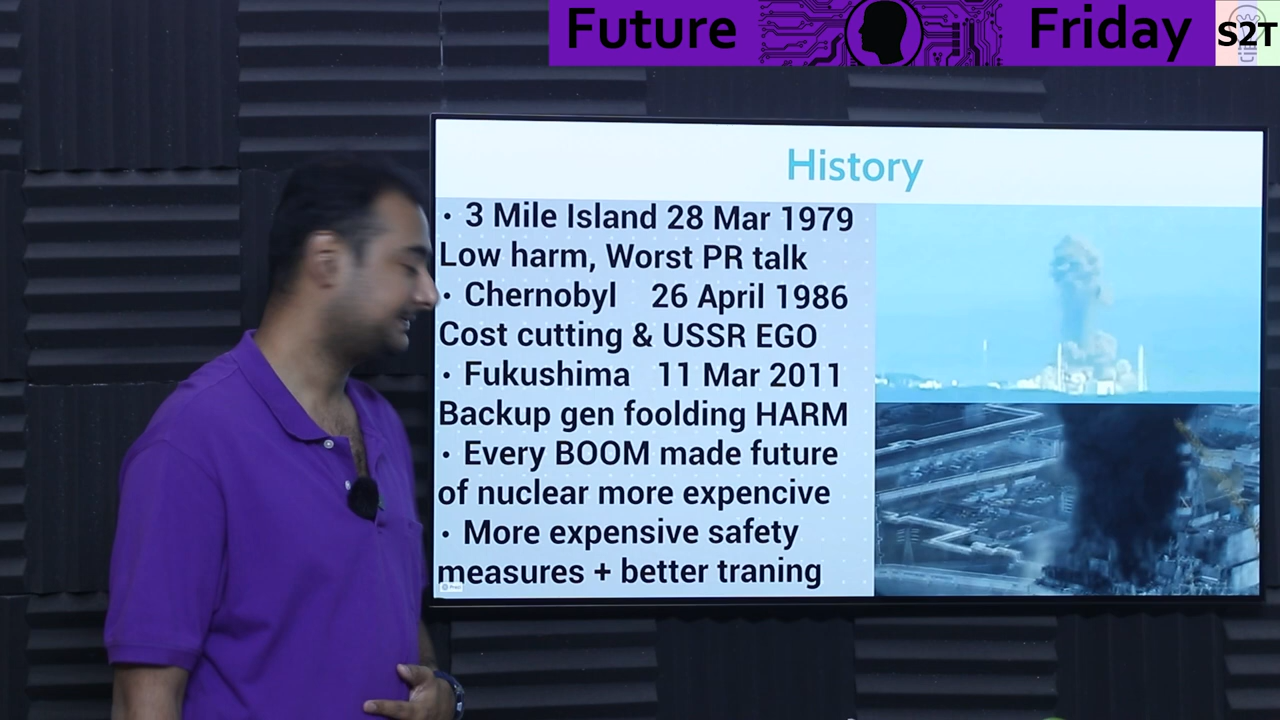 Future Friday S2T
History
• 3 Mile Island 28 Mar 1979
Low harm, Worst PR talk
• Chernobyl 26 April 1986
Cost cutting & USSR EGO
• Fukushima 11 Mar 2011
Backup gen foolding HARM
• Every BOOM made future
of nuclear more expencive
• More expensive safety
measures + better traning